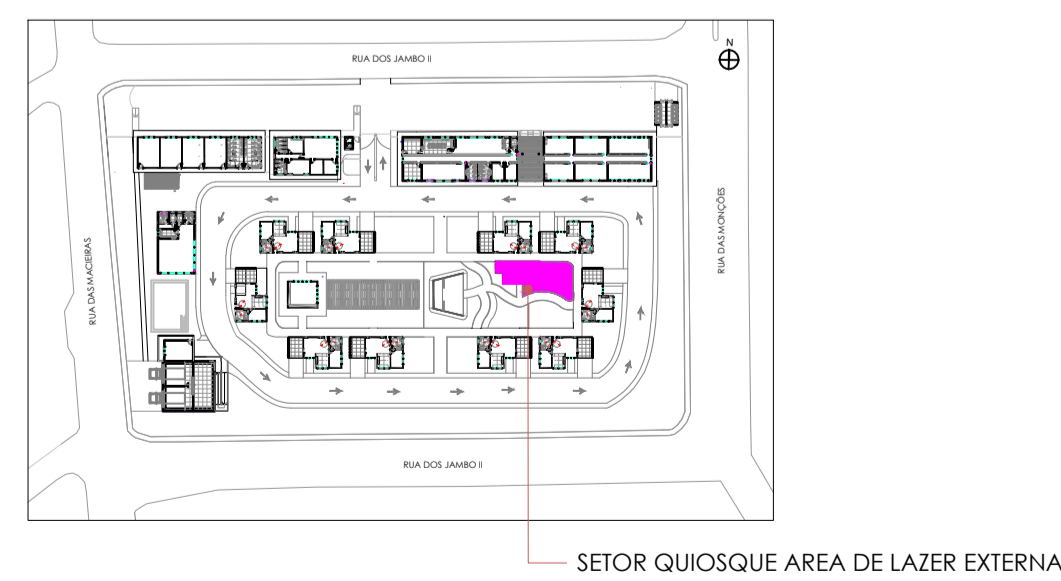 RUA DOS JAMBO II
N
RUA DAS MACIEIRAS
RUA DAS MONÇÕES
RUA DOS JAMBO II
SETOR QUIOSQUE AREA DE LAZER EXTERNA